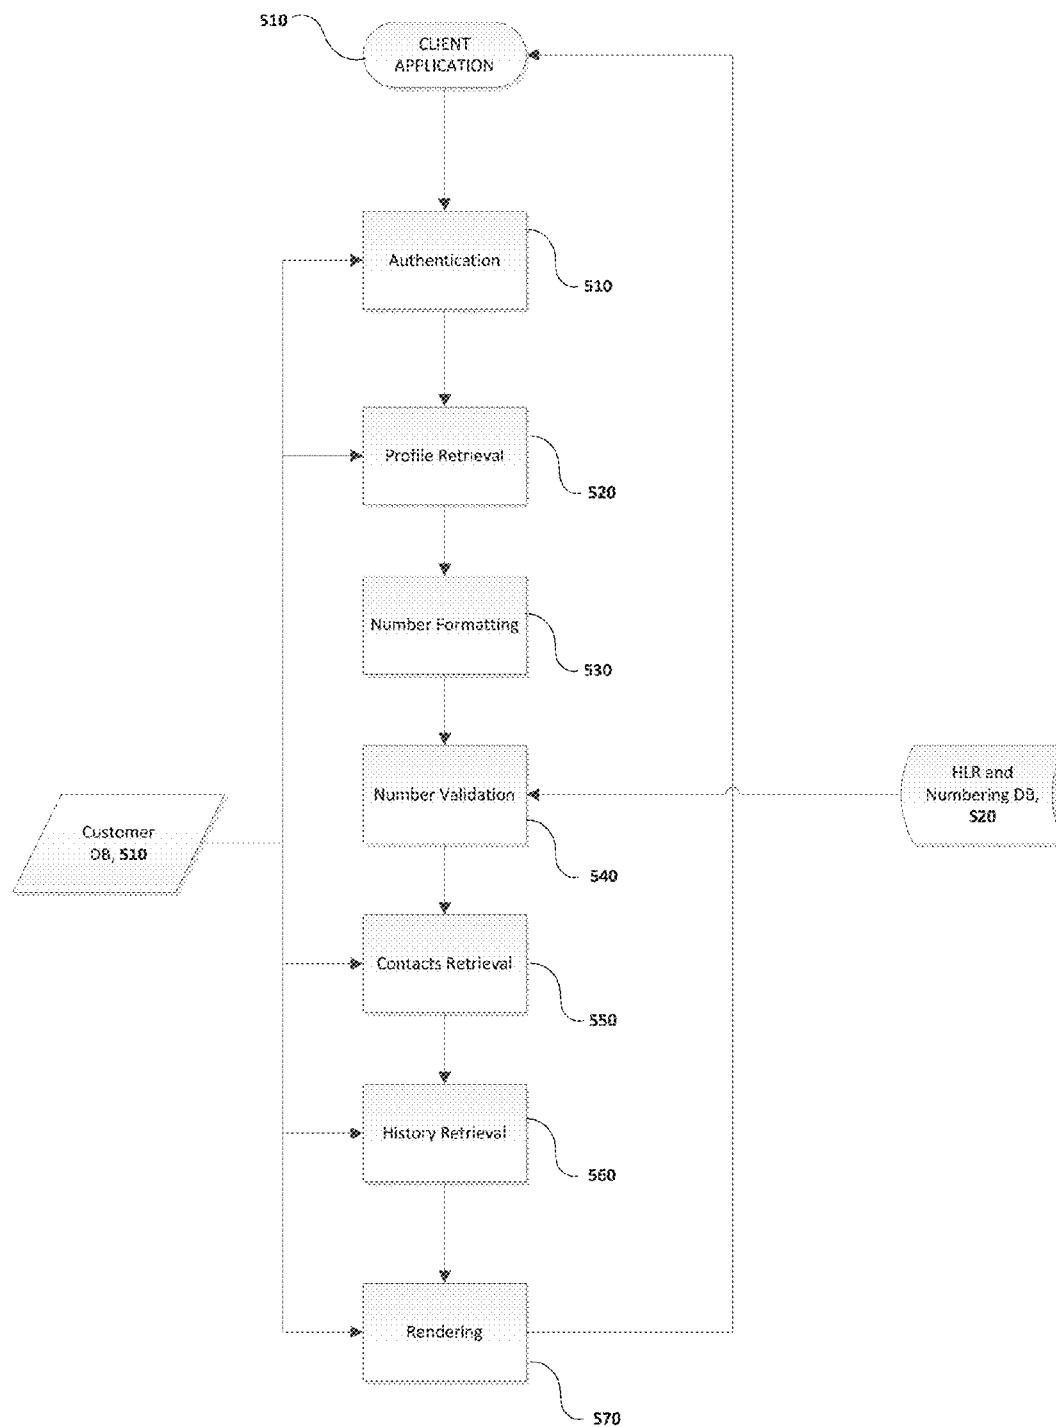 510
CLIENT
APPLICATION
Authentication
510
Profile Retrieval
520
Number Formatting
530
Number Validation
540
HLR and
Numbering DB,
520
Customer
DB, 510
Contacts Retrieval
550
History Retrieval
560
Rendering
570